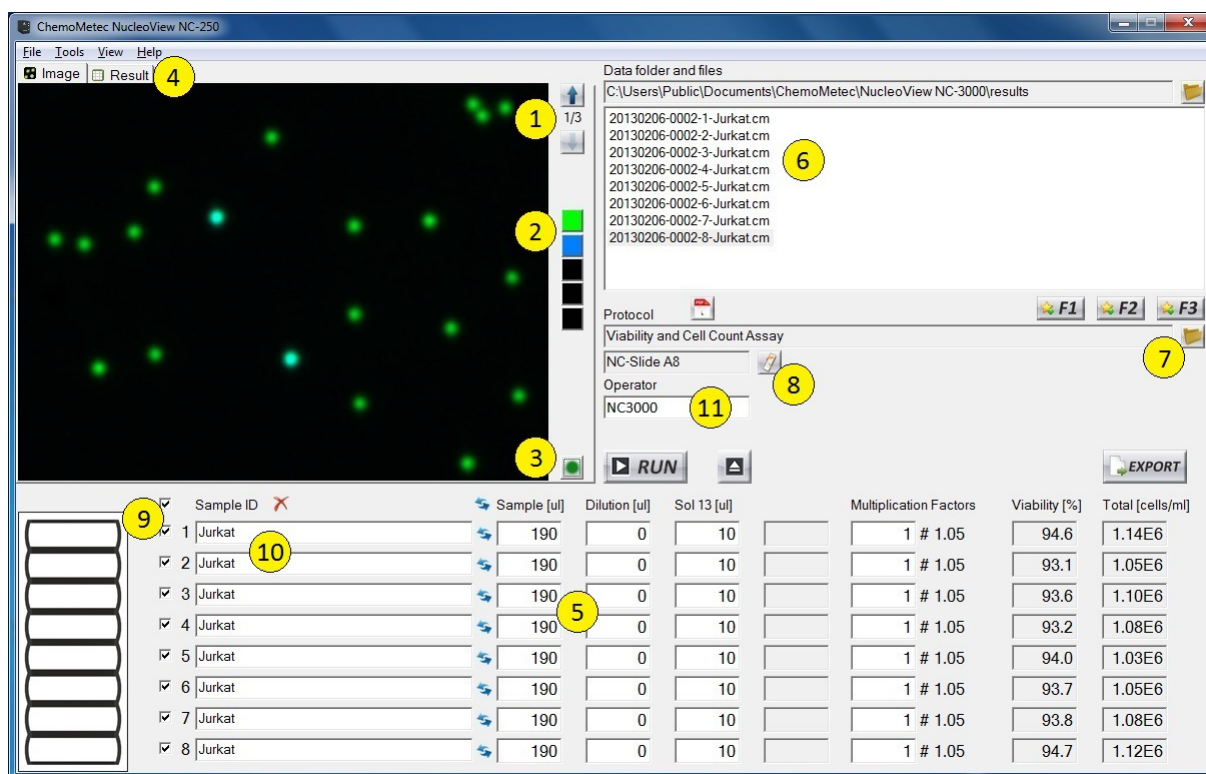 ChemoMetec NucleoView NC-250
File Tools View Help
Image Result 4
1
1/3
2
3
Data folder and files
C:\Users\Public\Documents\ChemoMetec\NucleoView NC-3000\results
20130206-0002-1-Jurkat.cm
20130206-0002-2-Jurkat.cm
20130206-0002-3-Jurkat.cm
20130206-0002-4-Jurkat.cm
20130206-0002-5-Jurkat.cm
20130206-0002-6-Jurkat.cm
20130206-0002-7-Jurkat.cm
20130206-0002-8-Jurkat.cm
6
Protocol F1 F2 F3
Viability and Cell Count Assay
7
NC-Slide A8
8
Operator
NC3000 11
RUN EXPORT
9 Sample ID Sample [ul] Dilution [ul] Sol 13 [ul] Multiplication Factors Viability [%] Total [cells/ml]
1 Jurkat 190 0 10 1 # 1.05 94.6 1.14E6
10
2 Jurkat 190 0 10 1 # 1.05 93.1 1.05E6
3 Jurkat 190 0 10 1 # 1.05 93.6 1.10E6
5
4 Jurkat 190 0 10 1 # 1.05 93.2 1.08E6
5 Jurkat 190 0 10 1 # 1.05 94.0 1.03E6
6 Jurkat 190 0 10 1 # 1.05 93.7 1.05E6
7 Jurkat 190 0 10 1 # 1.05 93.8 1.08E6
8 Jurkat 190 0 10 1 # 1.05 94.7 1.12E6